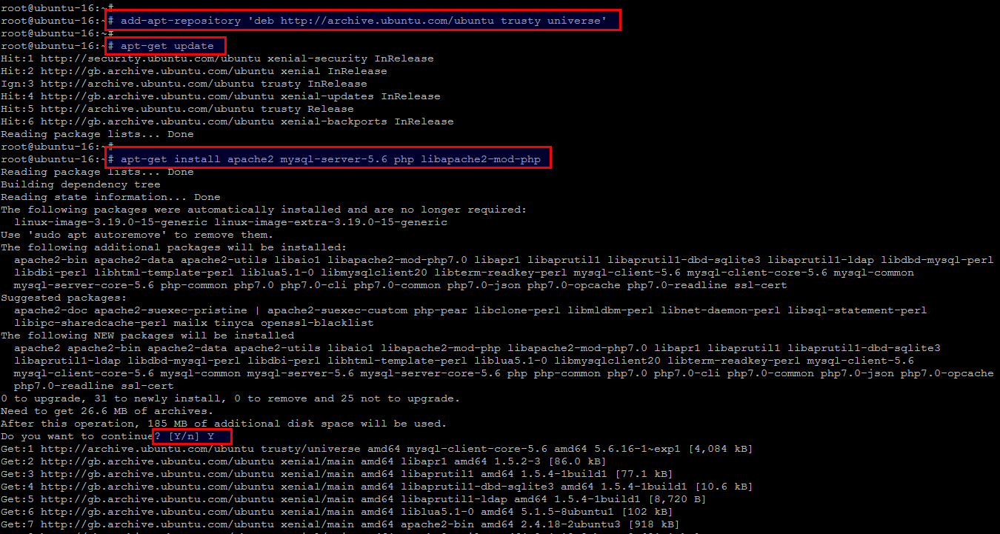 root@ubuntu-16:~#
root@ubuntu-16:~# add-apt-repository 'deb http://archive.ubuntu.com/ubuntu trusty universe'
root@ubuntu-16:~#
root@ubuntu-16:~# apt-get update
Hit:1 http://security.ubuntu.com/ubuntu xenial-security InRelease
Hit:2 http://gb.archive.ubuntu.com/ubuntu xenial InRelease
Ign:3 http://archive.ubuntu.com/ubuntu trusty InRelease
Hit:4 http://gb.archive.ubuntu.com/ubuntu xenial-updates InRelease
Hit:5 http://archive.ubuntu.com/ubuntu trusty Release
Hit:6 http://gb.archive.ubuntu.com/ubuntu xenial-backports InRelease
Reading package lists... Done
root@ubuntu-16:~#
root@ubuntu-16:~# apt-get install apache2 mysql-server-5.6 php libapache2-mod-php
Reading package lists... Done
Building dependency tree
Reading state information... Done
The following packages were automatically installed and are no longer required:
linux-image-3.19.0-15-generic linux-image-extra-3.19.0-15-generic
Use 'sudo apt autoremove' to remove them.
The following additional packages will be installed:
apache2-bin apache2-data apache2-utils libaio1 libapache2-mod-php7.0 libapr1 libaprutil1 libaprutil1-dbd-sqlite3 libaprutil1-ldap libdbd-mysql-perl
libdbi-perl libhtml-template-perl liblua5.1-0 libmysqlclient20 libterm-readkey-perl mysql-client-5.6 mysql-client-core-5.6 mysql-common
mysql-server-core-5.6 php-common php7.0 php7.0-cli php7.0-common php7.0-json php7.0-opcache php7.0-readline ssl-cert
Suggested packages:
apache2-doc apache2-suexec-pristine | apache2-suexec-custom php-pear libclone-perl libmldbm-perl libnet-daemon-perl libsql-statement-perl
libipc-sharedcache-perl mailx tinyca openssl-blacklist
The following NEW packages will be installed
apache2 apache2-bin apache2-data apache2-utils libaio1 libapache2-mod-php libapache2-mod-php7.0 libapr1 libaprutil1 libaprutil1-dbd-sqlite3
libaprutil1-ldap libdbd-mysql-perl libdbi-perl libhtml-template-perl liblua5.1-0 libmysqlclient20 libterm-readkey-perl mysql-client-5.6
mysql-client-core-5.6 mysql-common mysql-server-5.6 mysql-server-core-5.6 php php-common php7.0 php7.0-cli php7.0-common php7.0-json php7.0-opcache
php7.0-readline ssl-cert
0 to upgrade, 31 to newly install, 0 to remove and 25 not to upgrade.
Need to get 26.6 MB of archives.
After this operation, 185 MB of additional disk space will be used.
Do you want to continue? [Y/n] Y
Get:1 http://archive.ubuntu.com/ubuntu trusty/universe amd64 mysql-client-core-5.6 amd64 5.6.16-1~exp1 [4,084 kB]
Get:2 http://gb.archive.ubuntu.com/ubuntu xenial/main amd64 libapr1 amd64 1.5.2-3 [86.0 kB]
Get:3 http://gb.archive.ubuntu.com/ubuntu xenial/main amd64 libaprutil1 amd64 1.5.4-1build1 [77.1 kB]
Get:4 http://gb.archive.ubuntu.com/ubuntu xenial/main amd64 libaprutil1-dbd-sqlite3 amd64 1.5.4-1build1 [10.6 kB]
Get:5 http://gb.archive.ubuntu.com/ubuntu xenial/main amd64 libaprutil1-ldap amd64 1.5.4-1build1 [8,720 B]
Get:6 http://gb.archive.ubuntu.com/ubuntu xenial/main amd64 liblua5.1-0 amd64 5.1.5-8ubuntu1 [102 kB]
Get:7 http://gb.archive.ubuntu.com/ubuntu xenial/main amd64 apache2-bin amd64 2.4.18-2ubuntu3 [918 kB]